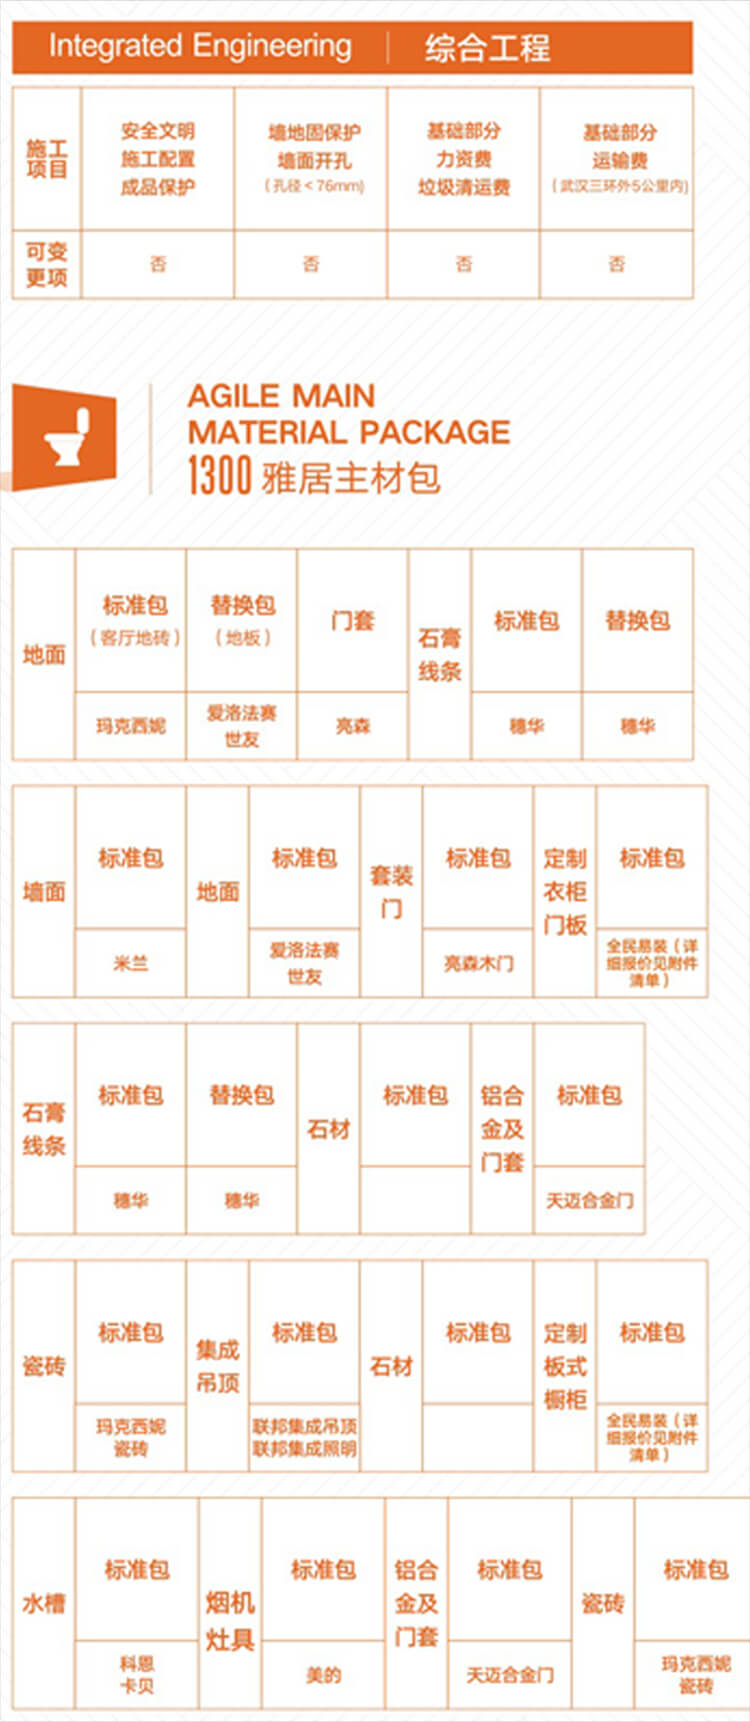 Integrated Engineering | 综合工程
施工
项目
安全文明
施工配置
成品保护
墙地固保护
墙面开孔
(孔径<76mm)
基础部分
力资费
垃圾清运费
基础部分
运输费
(武汉三环外5公里内)
可变
更项
否
否
否
否
AGILE MAIN
MATERIAL PACKAGE
1300 雅居主材包
地面
标准包
(客厅地砖)
玛克西妮
替换包
(地板)
爱洛法赛
世友
门套
亮森
石膏
线条
标准包
穗华
替换包
穗华
墙面
标准包
米兰
地面
标准包
爱洛法赛
世友
套装
门
标准包
亮森木门
定制
衣柜
门板
标准包
全民易装(详
细报价见附件
清单)
石膏
线条
标准包
穗华
替换包
穗华
石材
标准包
铝合
金及
门套
标准包
天迈合金门
瓷砖
标准包
玛克西妮
瓷砖
集成
吊顶
标准包
联邦集成吊顶
联邦集成照明
石材
标准包
定制
板式
橱柜
标准包
全民易装(详
细报价见附件
清单)
水槽
标准包
科恩
卡贝
烟机
灶具
标准包
美的
铝合
金及
门套
标准包
天迈合金门
瓷砖
标准包
玛克西妮
瓷砖